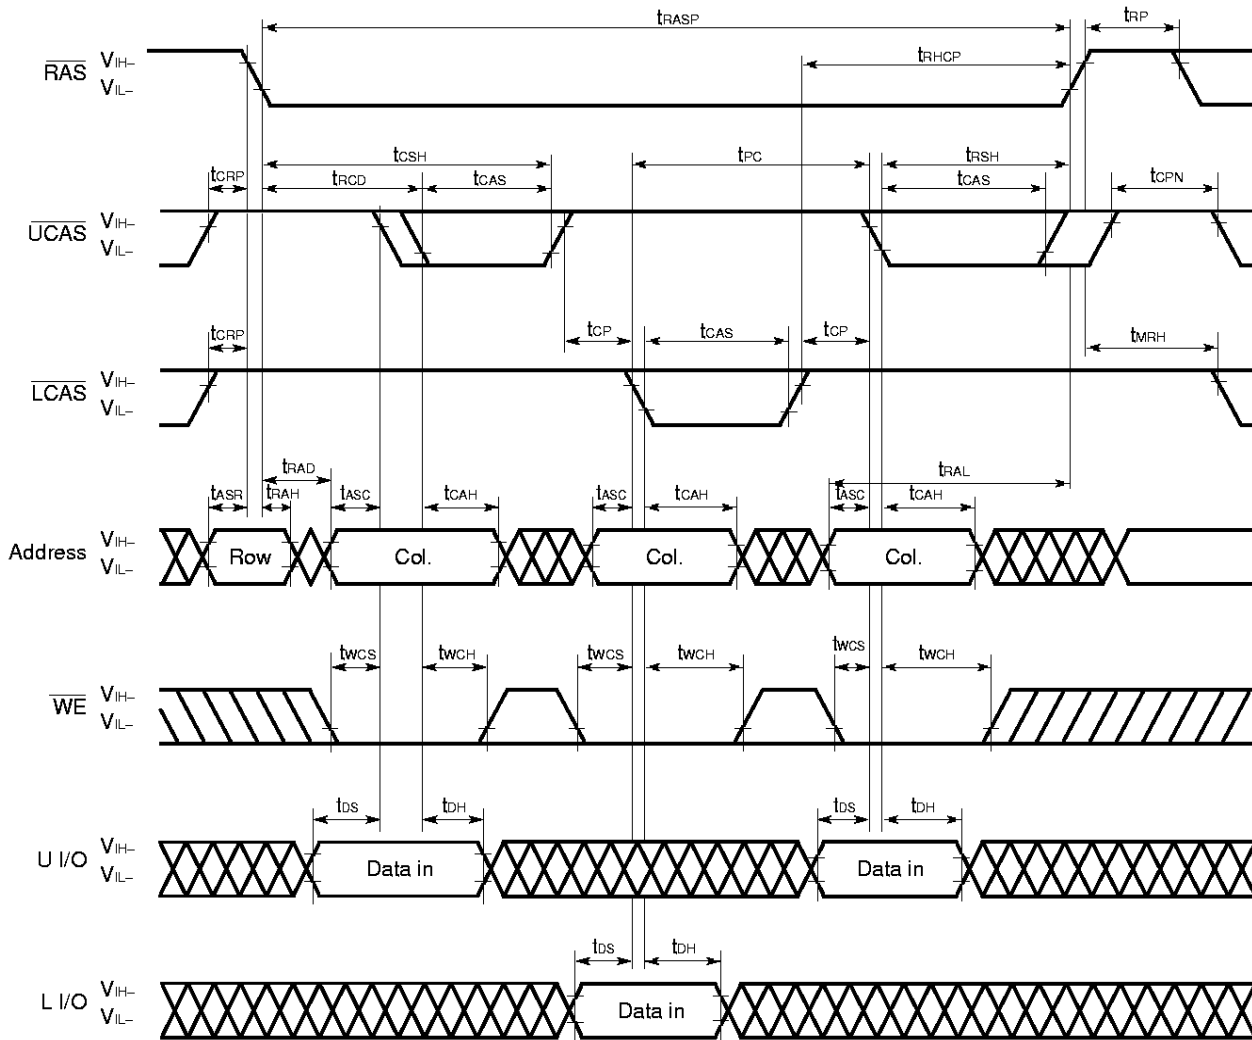 tRASP
tRP
RAS
VIH–
VIL–
tRHCP
tCSH
tPC
tRSH
tCRP
tRCD
tCAS
tCAS
tCPN
UCAS
VIH–
VIL–
tCRP
tCP
tCAS
tCP
tMRH
LCAS
VIH–
VIL–
tRAD
tRAL
tASR
tRAH
tASC
tCAH
tASC
tCAH
tASC
tCAH
Address
VIH–
VIL–
Row
Col.
Col.
Col.
tWCS
tWCH
tWCS
tWCH
tWCS
tWCH
WE
VIH–
VIL–
tDS
tDH
tDS
tDH
U I/O
VIH–
VIL–
Data in
Data in
tDS
tDH
L I/O
VIH–
VIL–
Data in